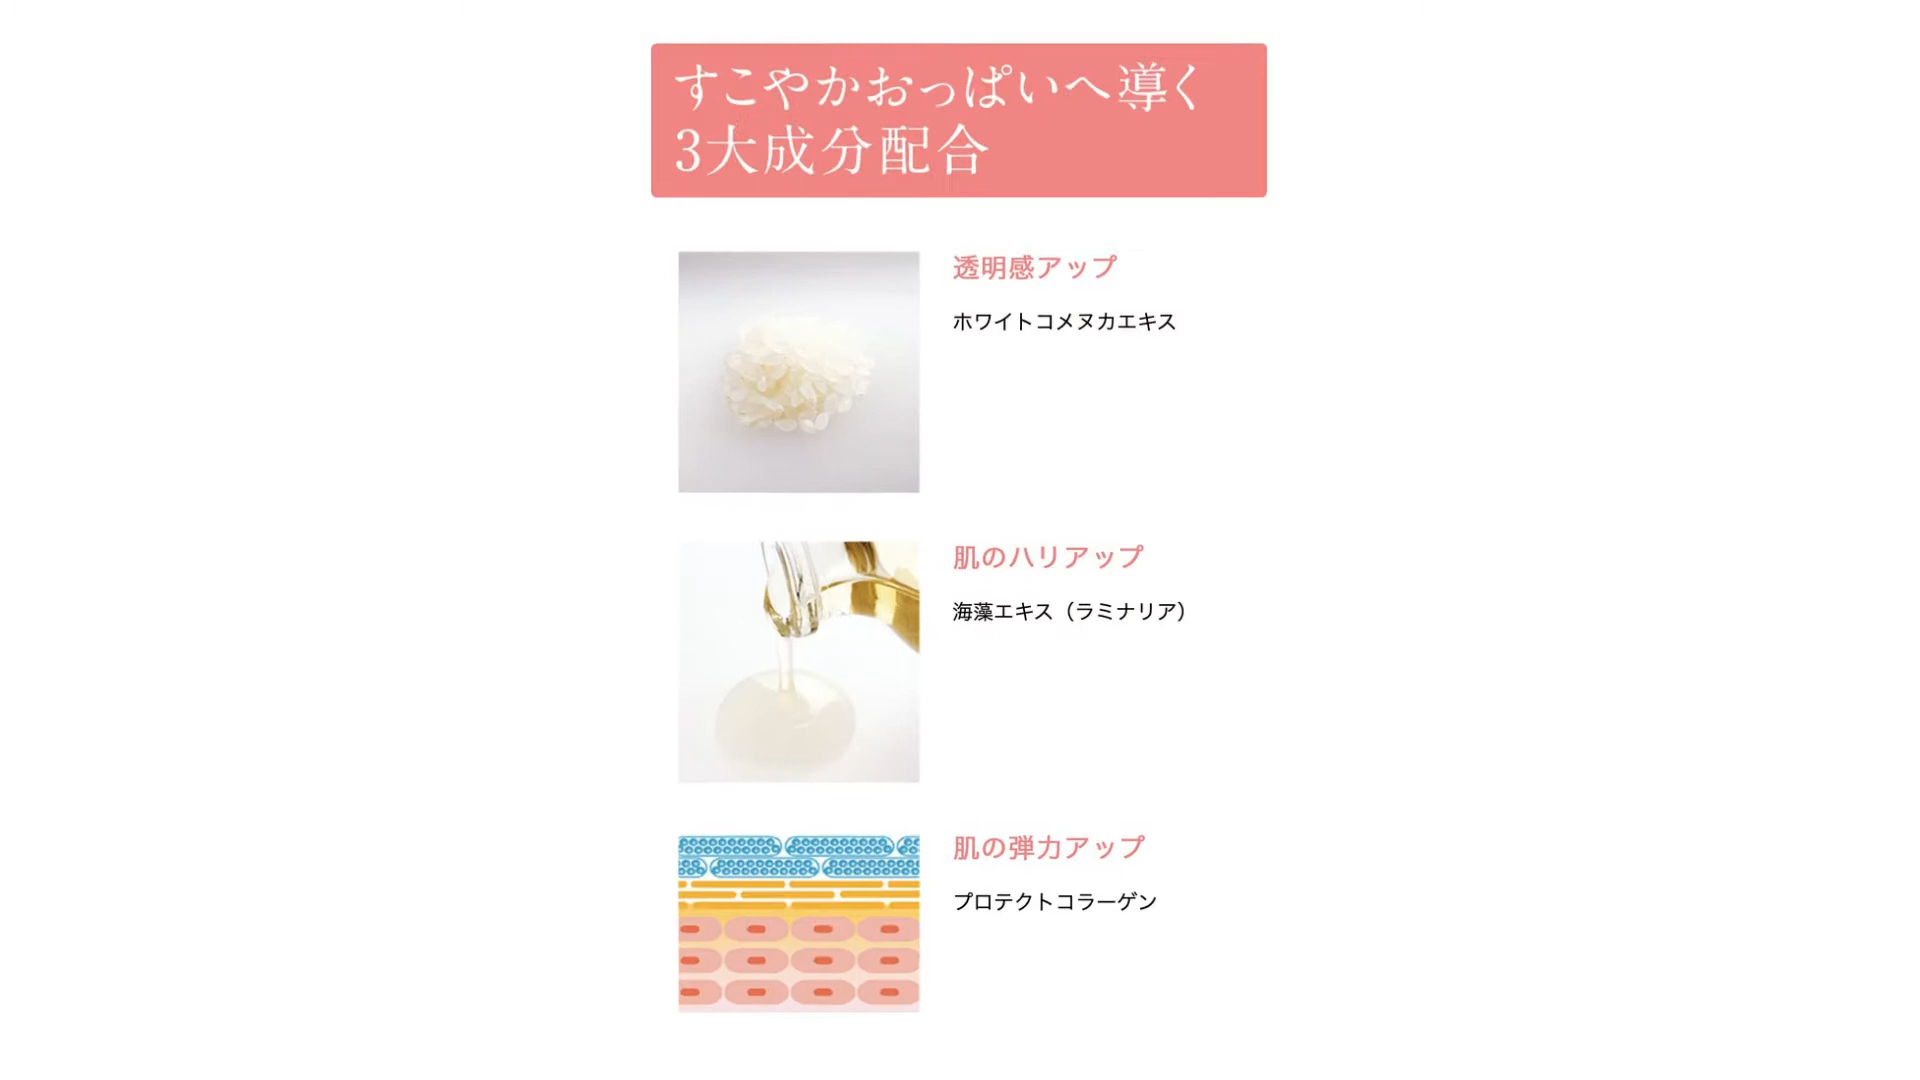 すこやかおっぱいへ導く
3大成分配合
透明感アップ
ホワイトコメヌカエキス
肌のハリアップ
海藻エキス（ラミナリア）
肌の弾力アップ
プロテクトコラーゲン